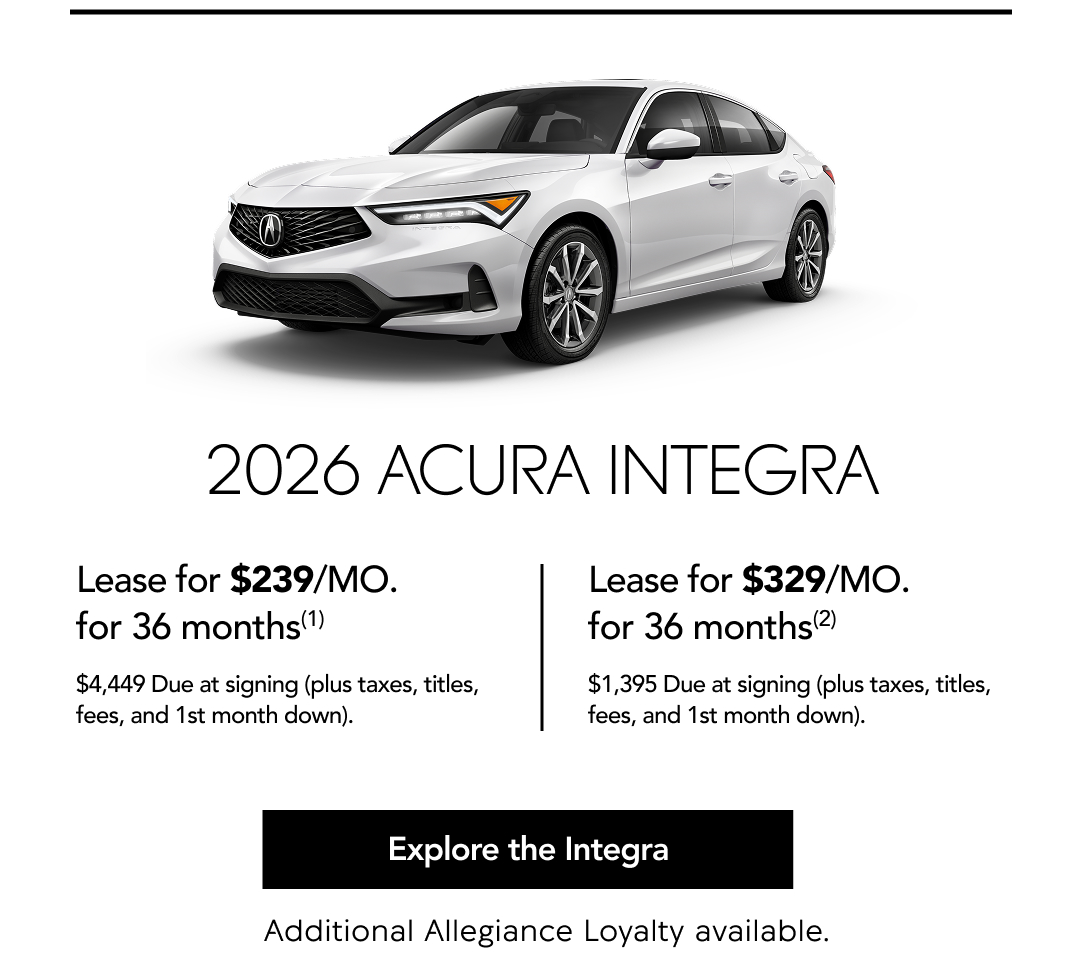 INTEGRA
2026 ACURA INTEGRA
Lease for $239/MO.
for 36 months(1)
$4,449 Due at signing (plus taxes, titles,
fees, and 1st month down).
Lease for $329/MO.
for 36 months(2)
$1,395 Due at signing (plus taxes, titles,
fees, and 1st month down).
Explore the Integra
Additional Allegiance Loyalty available.